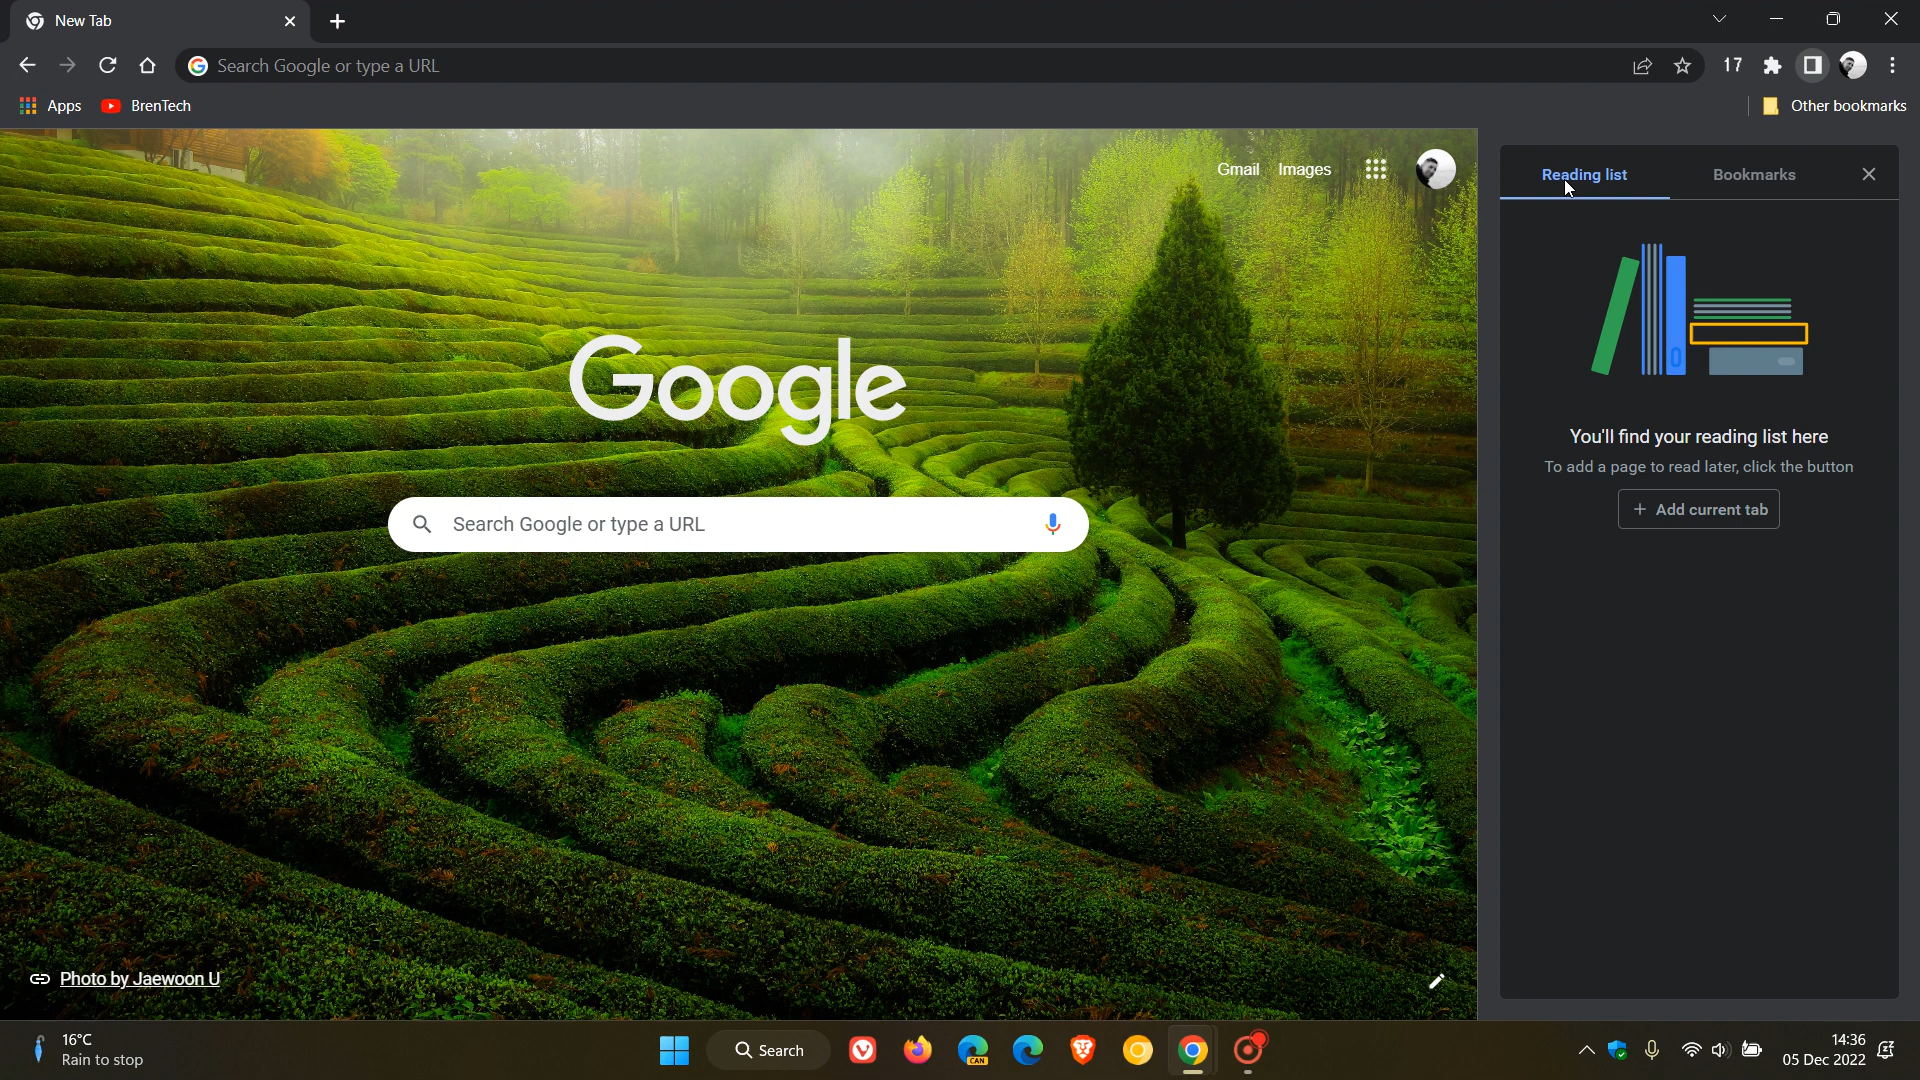 New Tab
Search Google or type a URL
17
Apps
BrenTech
Other bookmarks
Gmail
Images
Reading list
Bookmarks
Google
Search Google or type a URL
You'll find your reading list here
To add a page to read later, click the button
+ Add current tab
Photo by Jaewoon U
16°C
Rain to stop
Search
CAN
14:36
05 Dec 2022